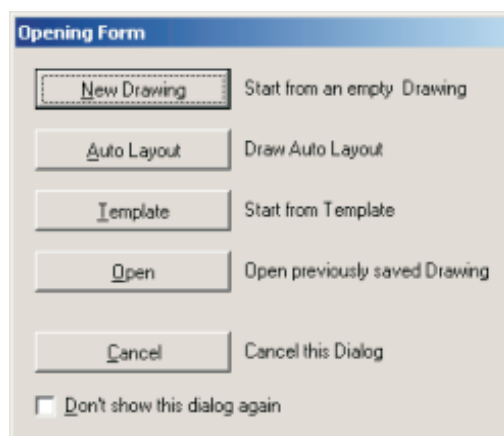 Opening Form
New Drawing Start from an empty Drawing
Auto Layout Draw Auto Layout
Template Start from Template
Open Open previously saved Drawing
Cancel Cancel this Dialog
Don't show this dialog again